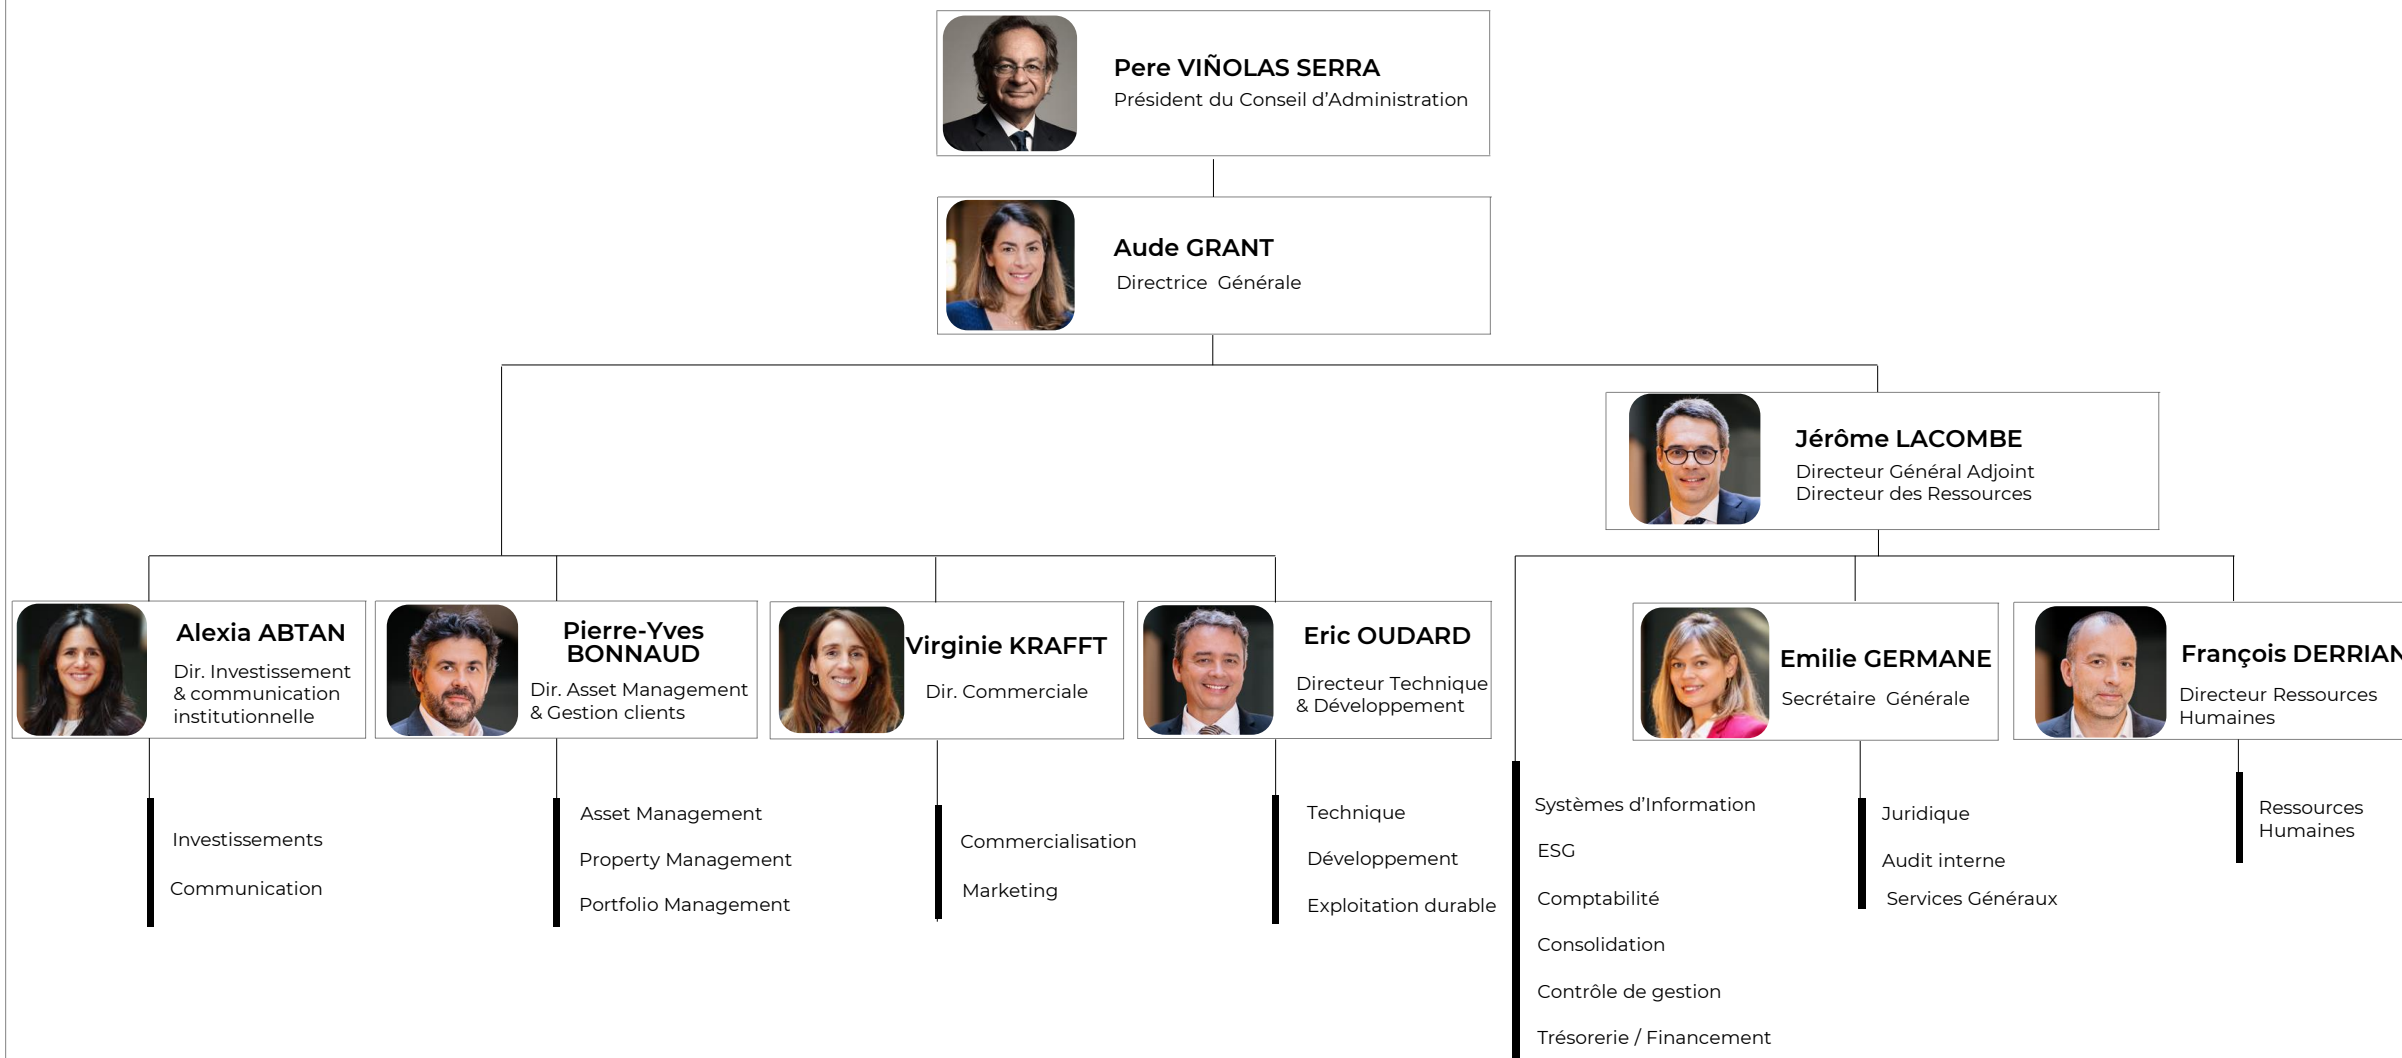 Pere VIÑOLAS SERRA
Président du Conseil d’Administration
Aude GRANT
Directrice Générale
Jérôme LACOMBE
Directeur Général Adjoint
Directeur des Ressources
Alexia ABTAN
Dir. Investissement
& communication
institutionnelle
Pierre-Yves
BONNAUD
Dir. Asset Management
& Gestion clients
Virginie KRAFFT
Dir. Commerciale
Eric OUDARD
Directeur Technique
& Développement
Emilie GERMANE
Secrétaire Générale
François DERRIAN
Directeur Ressources
Humaines
Investissements
Communication
Asset Management
Property Management
Portfolio Management
Commercialisation
Marketing
Technique
Développement
Exploitation durable
Systèmes d’Information
ESG
Comptabilité
Consolidation
Contrôle de gestion
Trésorerie / Financement
Juridique
Audit interne
Services Généraux
Ressources
Humaines